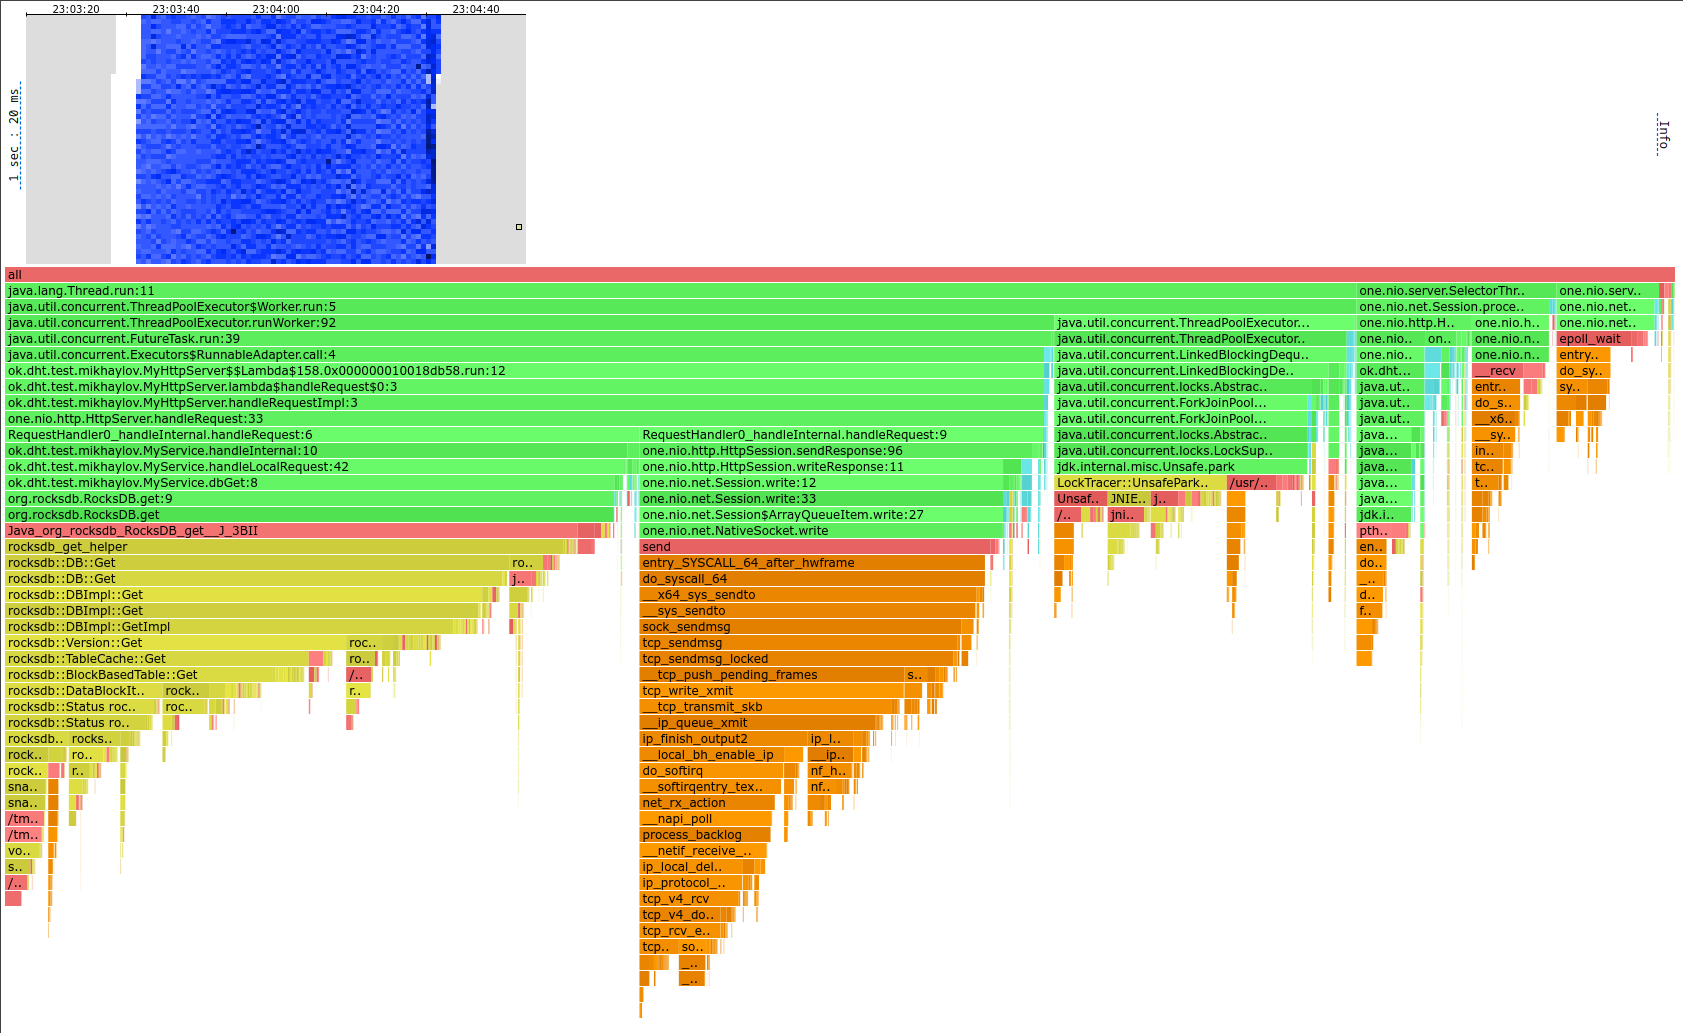 23:03:20 23:03:40 23:04:00 23:04:20 23:04:40
1 sec : 20 ms
Info
all
java.lang.Thread.run:11 one.nio.server.SelectorThr.. one.nio.serv..
java.util.concurrent.ThreadPoolExecutor$Worker.run:5 one.nio.net.Session.proce.. one.nio.net..
java.util.concurrent.ThreadPoolExecutor.runWorker:92 java.util.concurrent.ThreadPoolExecutor... one.nio.http.H.. one.nio.h.. one.nio.net..
java.util.concurrent.FutureTask.run:39 java.util.concurrent.ThreadPoolExecutor.. one.nio.. on.. one.nio.n.. epoll_wait
java.util.concurrent.Executors$RunnableAdapter.call:4 java.util.concurrent.LinkedBlockingDequ.. one.nio.. one.nio.n.. entry..
ok.dht.test.mikhaylov.MyHttpServer$$Lambda$158.0x000000010018db58.run:12 java.util.concurrent.LinkedBlockingDe.. ok.dht... __recv do_sy..
ok.dht.test.mikhaylov.MyHttpServer.lambda$handleRequest$0:3 java.util.concurrent.locks.Abstrac.. java.ut.. entr.. sy..
ok.dht.test.mikhaylov.MyHttpServer.handleRequestImpl:3 java.util.concurrent.ForkJoinPool... java.ut.. do_s..
one.nio.http.HttpServer.handleRequest:33 java.util.concurrent.ForkJoinPool... java.ut.. __x6..
RequestHandler0_handleInternal.handleRequest:6 RequestHandler0_handleInternal.handleRequest:9 java.util.concurrent.locks.Abstrac.. java... __sy..
ok.dht.test.mikhaylov.MyService.handleInternal:10 one.nio.http.HttpSession.sendResponse:96 java.util.concurrent.locks.LockSup.. java... in..
ok.dht.test.mikhaylov.MyService.handleLocalRequest:42 one.nio.http.HttpSession.writeResponse:11 jdk.internal.misc.Unsafe.park java... tc..
ok.dht.test.mikhaylov.MyService.dbGet:8 one.nio.net.Session.write:12 LockTracer::UnsafePark.. /usr/.. java... t..
org.rocksdb.RocksDB.get:9 one.nio.net.Session.write:33 Unsaf.. JNIE.. j.. java...
org.rocksdb.RocksDB.get one.nio.net.Session$ArrayQueueItem.write:27 /.. jni.. jdk.i..
Java_org_rocksdb_RocksDB_get__J_3BII one.nio.net.NativeSocket.write pth..
rocksdb_get_helper send en..
rocksdb::DB::Get ro.. entry_SYSCALL_64_after_hwframe do..
rocksdb::DB::Get j.. do_syscall_64 _..
rocksdb::DBImpl::Get __x64_sys_sendto d..
rocksdb::DBImpl::Get __sys_sendto f..
rocksdb::DBImpl::GetImpl sock_sendmsg
rocksdb::Version::Get roc.. tcp_sendmsg
rocksdb::TableCache::Get ro.. tcp_sendmsg_locked
rocksdb::BlockBasedTable::Get /.. __tcp_push_pending_frames s..
rocksdb::DataBlockIt.. rock.. r.. tcp_write_xmit
rocksdb::Status roc.. roc.. __tcp_transmit_skb
rocksdb::Status ro.. __ip_queue_xmit
rocksdb.. rocks.. ip_finish_output2 ip_l..
rock.. ro.. __local_bh_enable_ip __ip..
rock.. r.. do_softirq nf_h..
sna.. __softirqentry_tex.. nf..
sna.. net_rx_action
/tm.. __napi_poll
/tm.. process_backlog
vo.. __netif_receive_..
s.. ip_local_del..
/.. ip_protocol_..
tcp_v4_rcv
tcp_v4_do..
tcp_rcv_e..
tcp.. so..
_..
_..